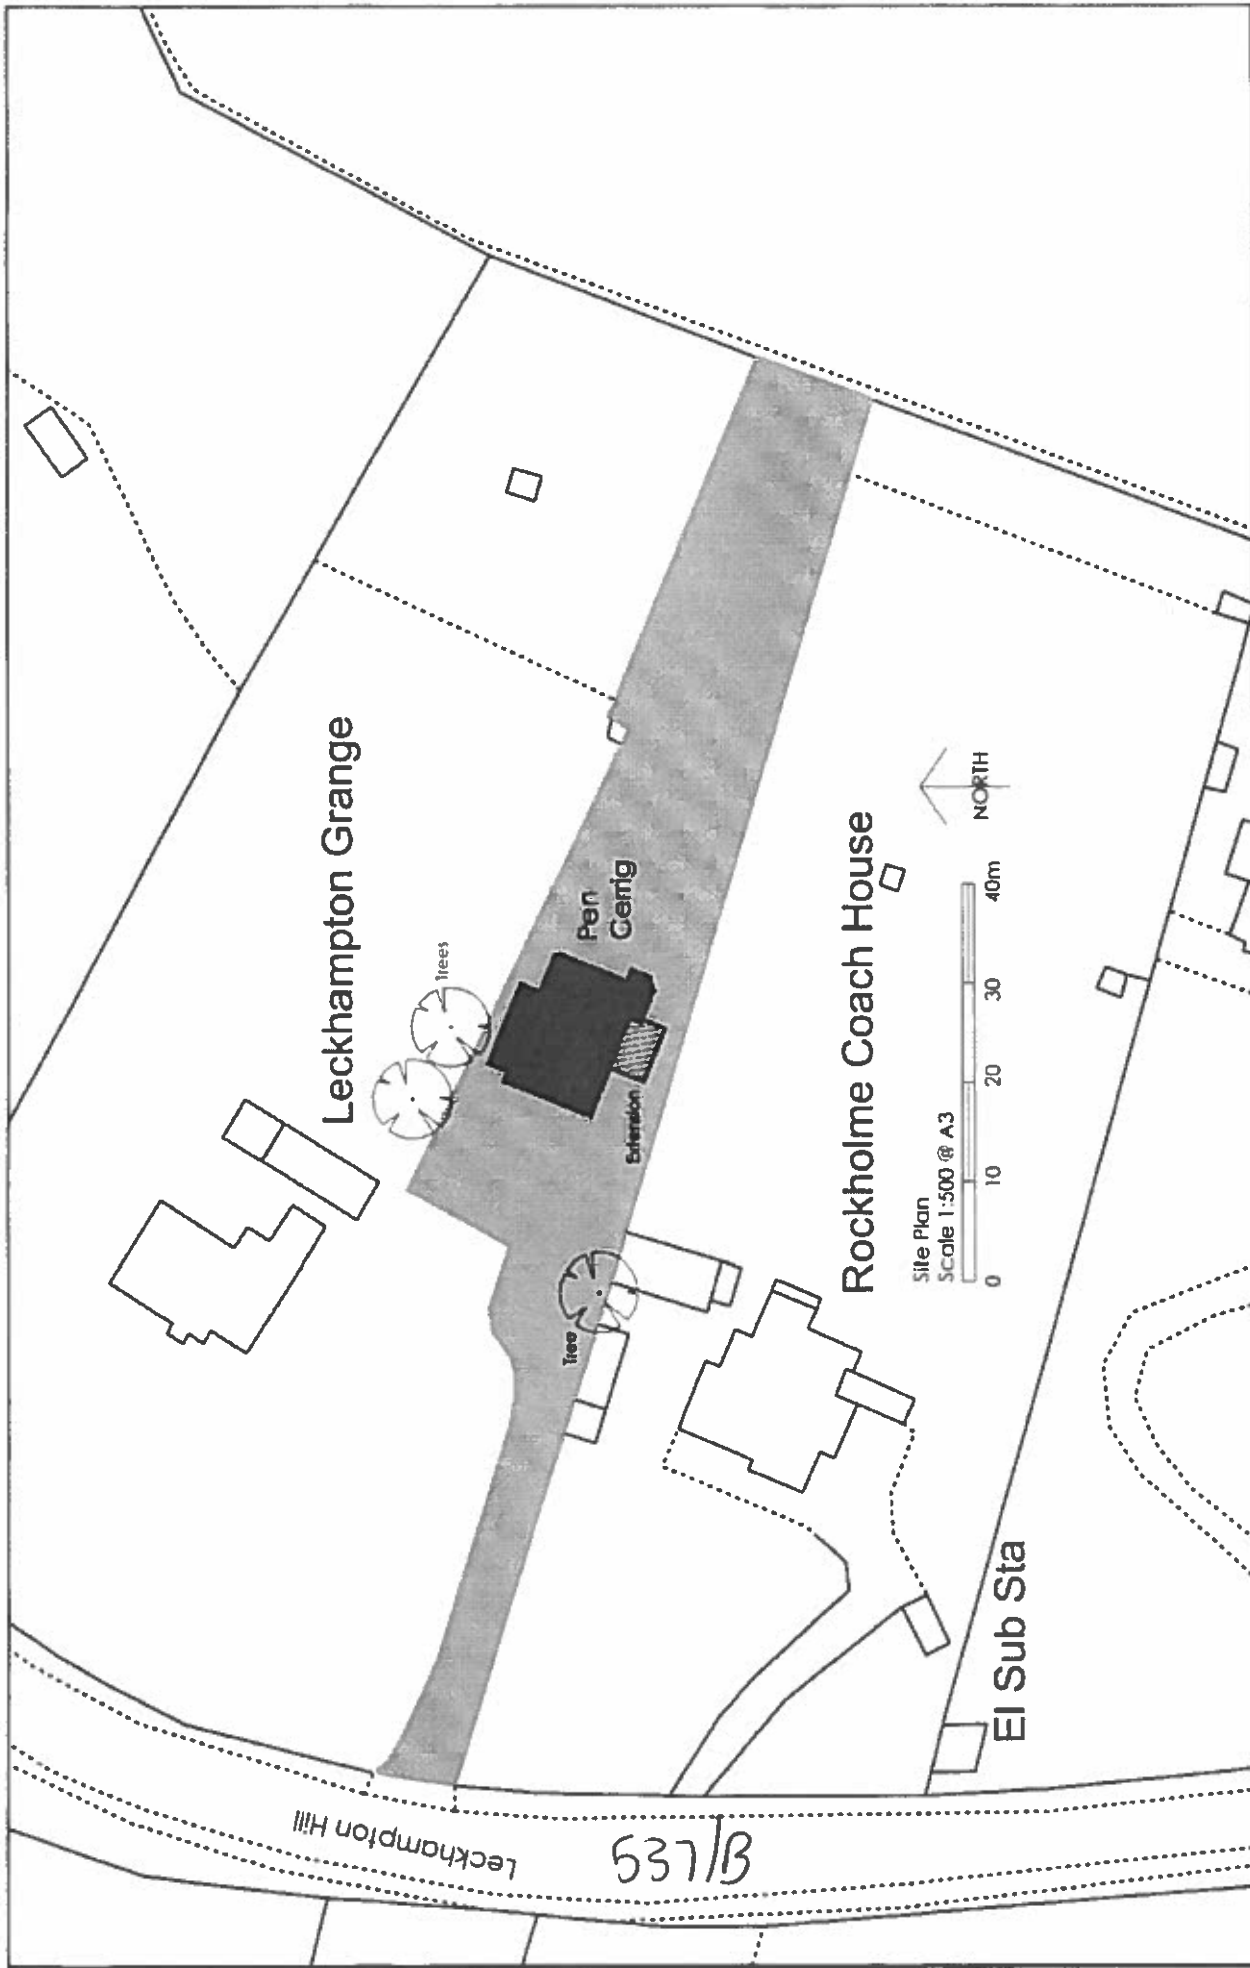 Leckhampton Grange
Trees
Pen
Cerrig
Extension
Tree
Rockholme Coach House
NORTH
Site Plan
Scale 1:500 @ A3
0 10 20 30 40m
El Sub Sta
Leckhampton Hill
537/B